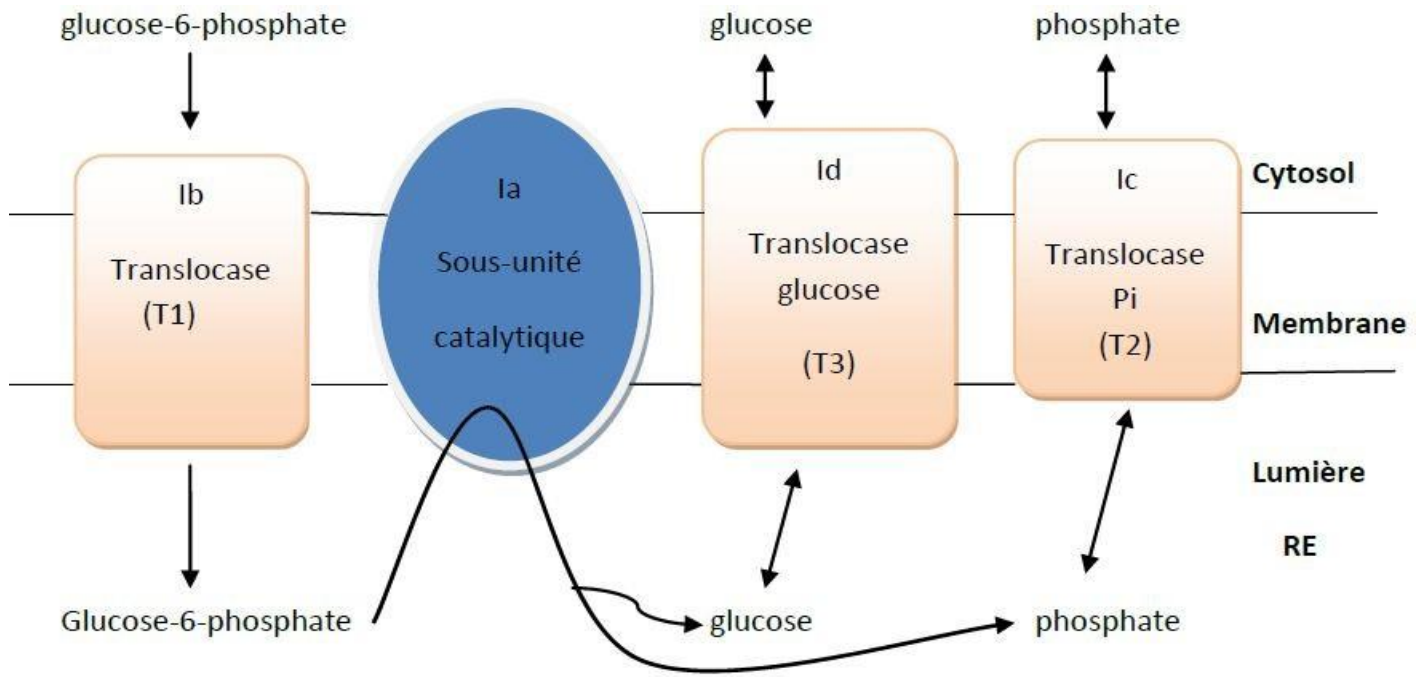 glucose-6-phosphate
glucose
phosphate
Ib
Translocase
(T1)
Ia
Sous-unité
catalytique
Id
Translocase
glucose
(T3)
Ic
Translocase
Pi
(T2)
Cytosol
Membrane
Lumière
RE
Glucose-6-phosphate
glucose
phosphate